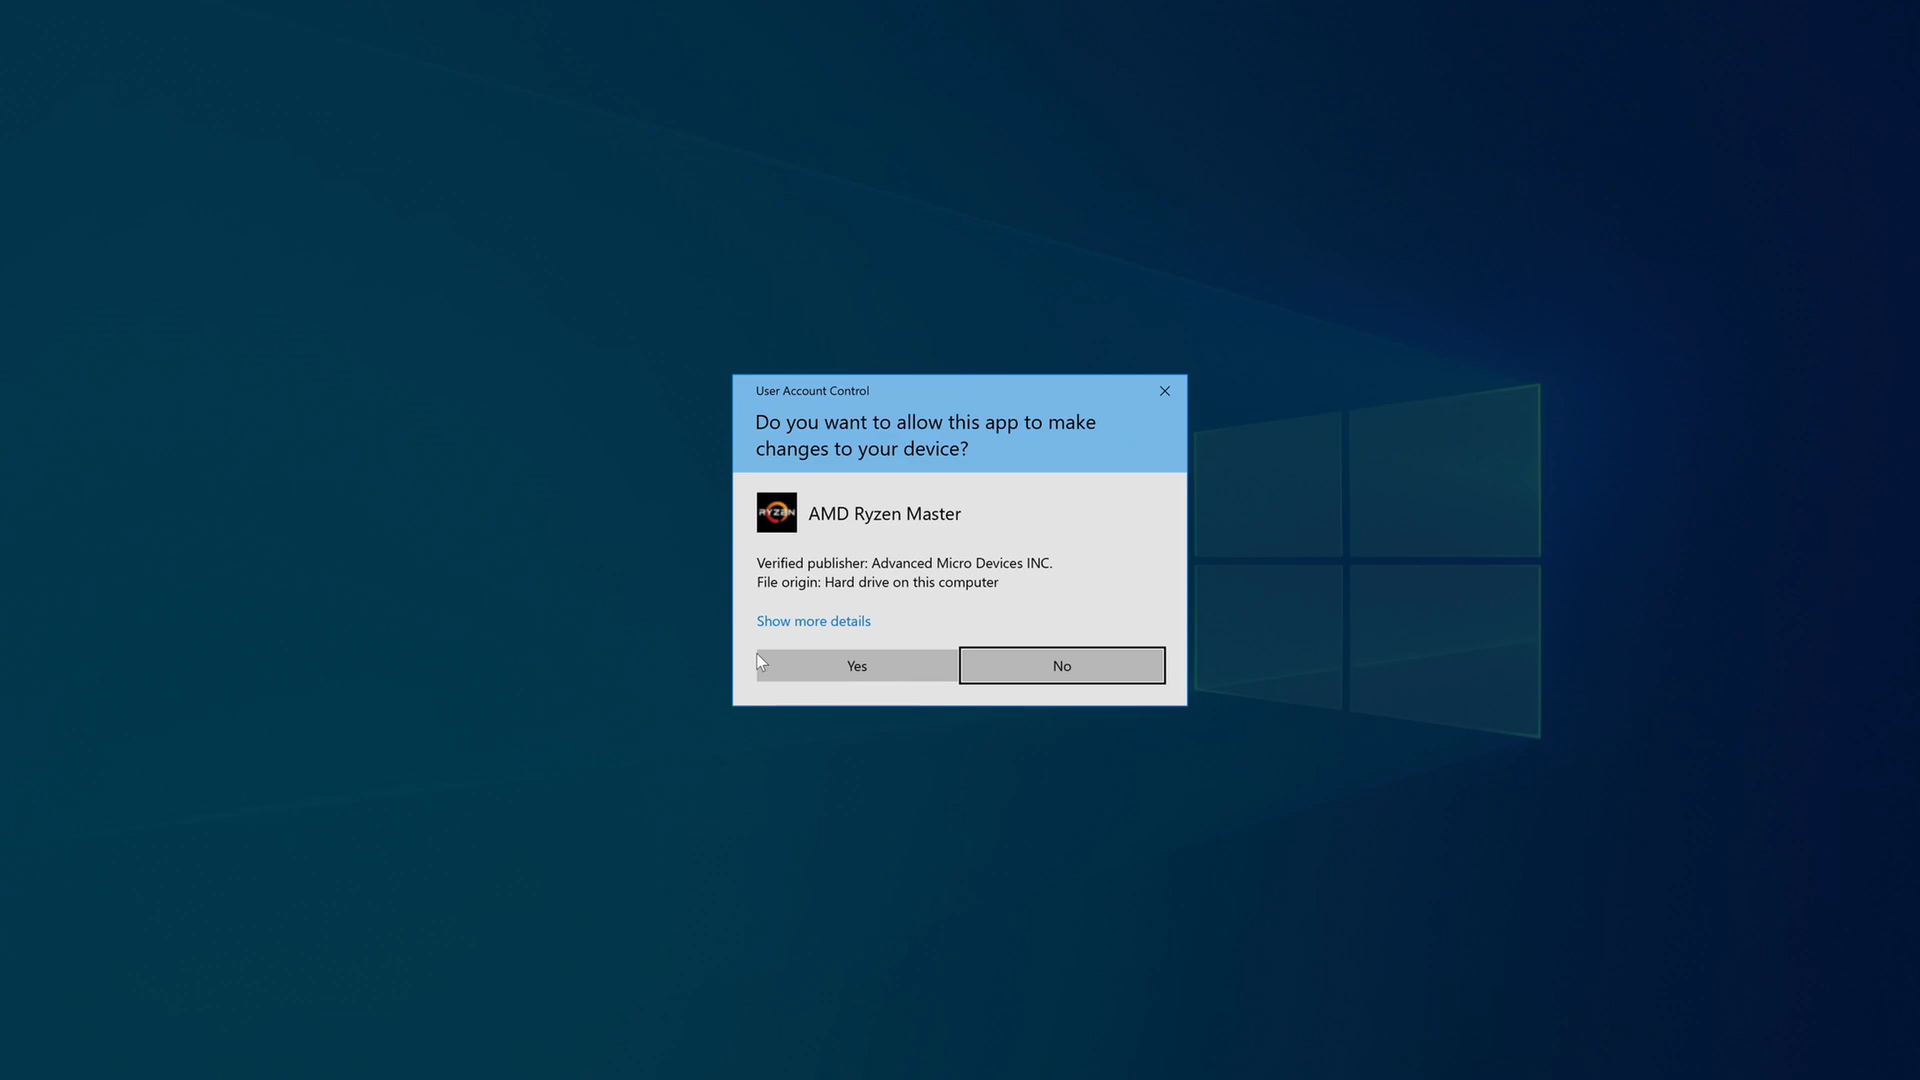 User Account Control
Do you want to allow this app to make
changes to your device?
RYZEN
AMD Ryzen Master
Verified publisher: Advanced Micro Devices INC.
File origin: Hard drive on this computer
Show more details
Yes
No